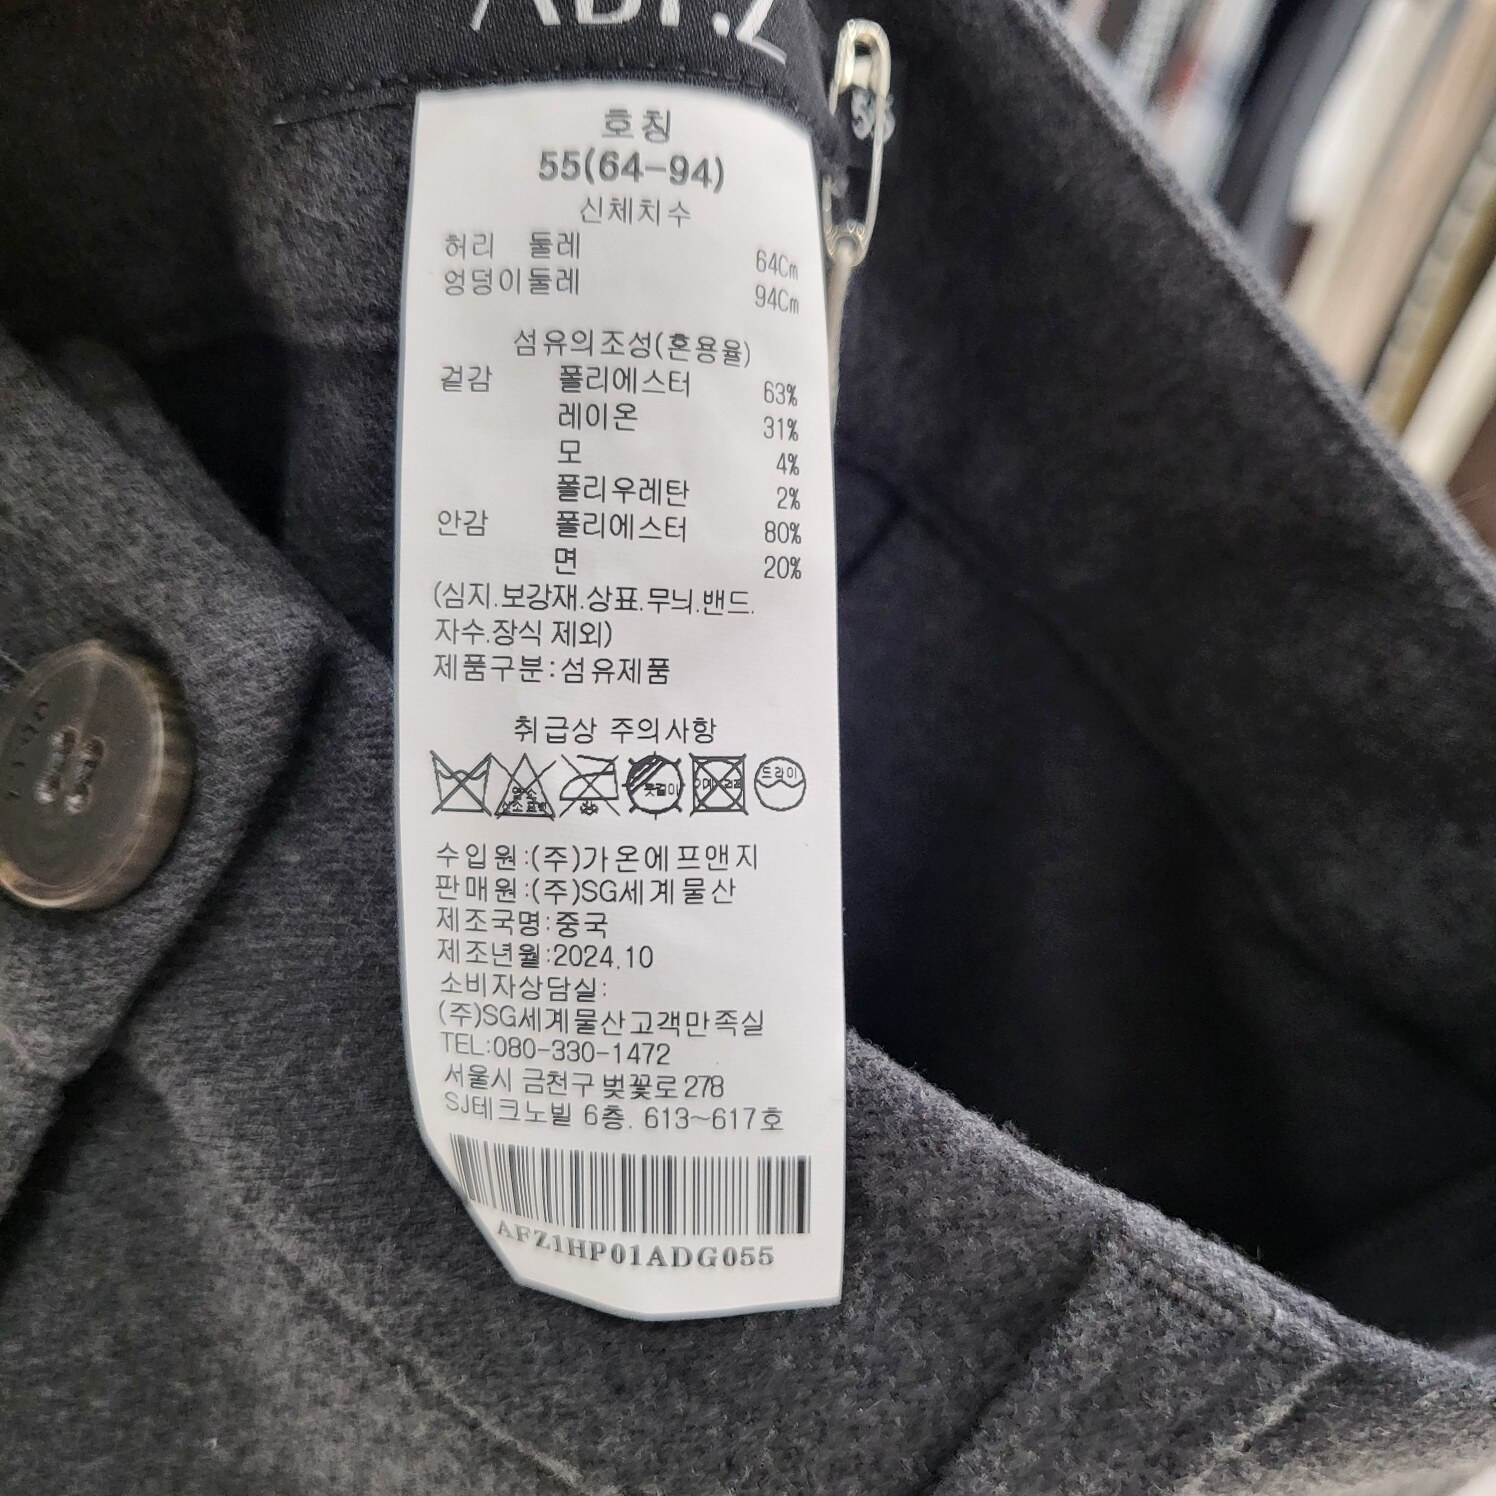 호칭
55(64-94)
신체치수
허리 둘레 64Cm
엉덩이둘레 94Cm
섬유의조성(혼용율)
겉감 폴리에스터 63%
레이온 31%
모 4%
폴리우레탄 2%
안감 폴리에스터 80%
면 20%
(심지.보강재.상표.무늬.밴드.
자수.장식 제외)
제품구분:섬유제품
취급상 주의사항
옷걸이 드라이
수입원:(주)가온에프앤지
판매원:(주)SG세계물산
제조국명:중국
제조년월:2024.10
소비자상담실:
(주)SG세계물산고객만족실
TEL:080-330-1472
서울시 금천구 벚꽃로 278
SJ테크노빌 6층. 613~617호
AFZ1HP01ADG055